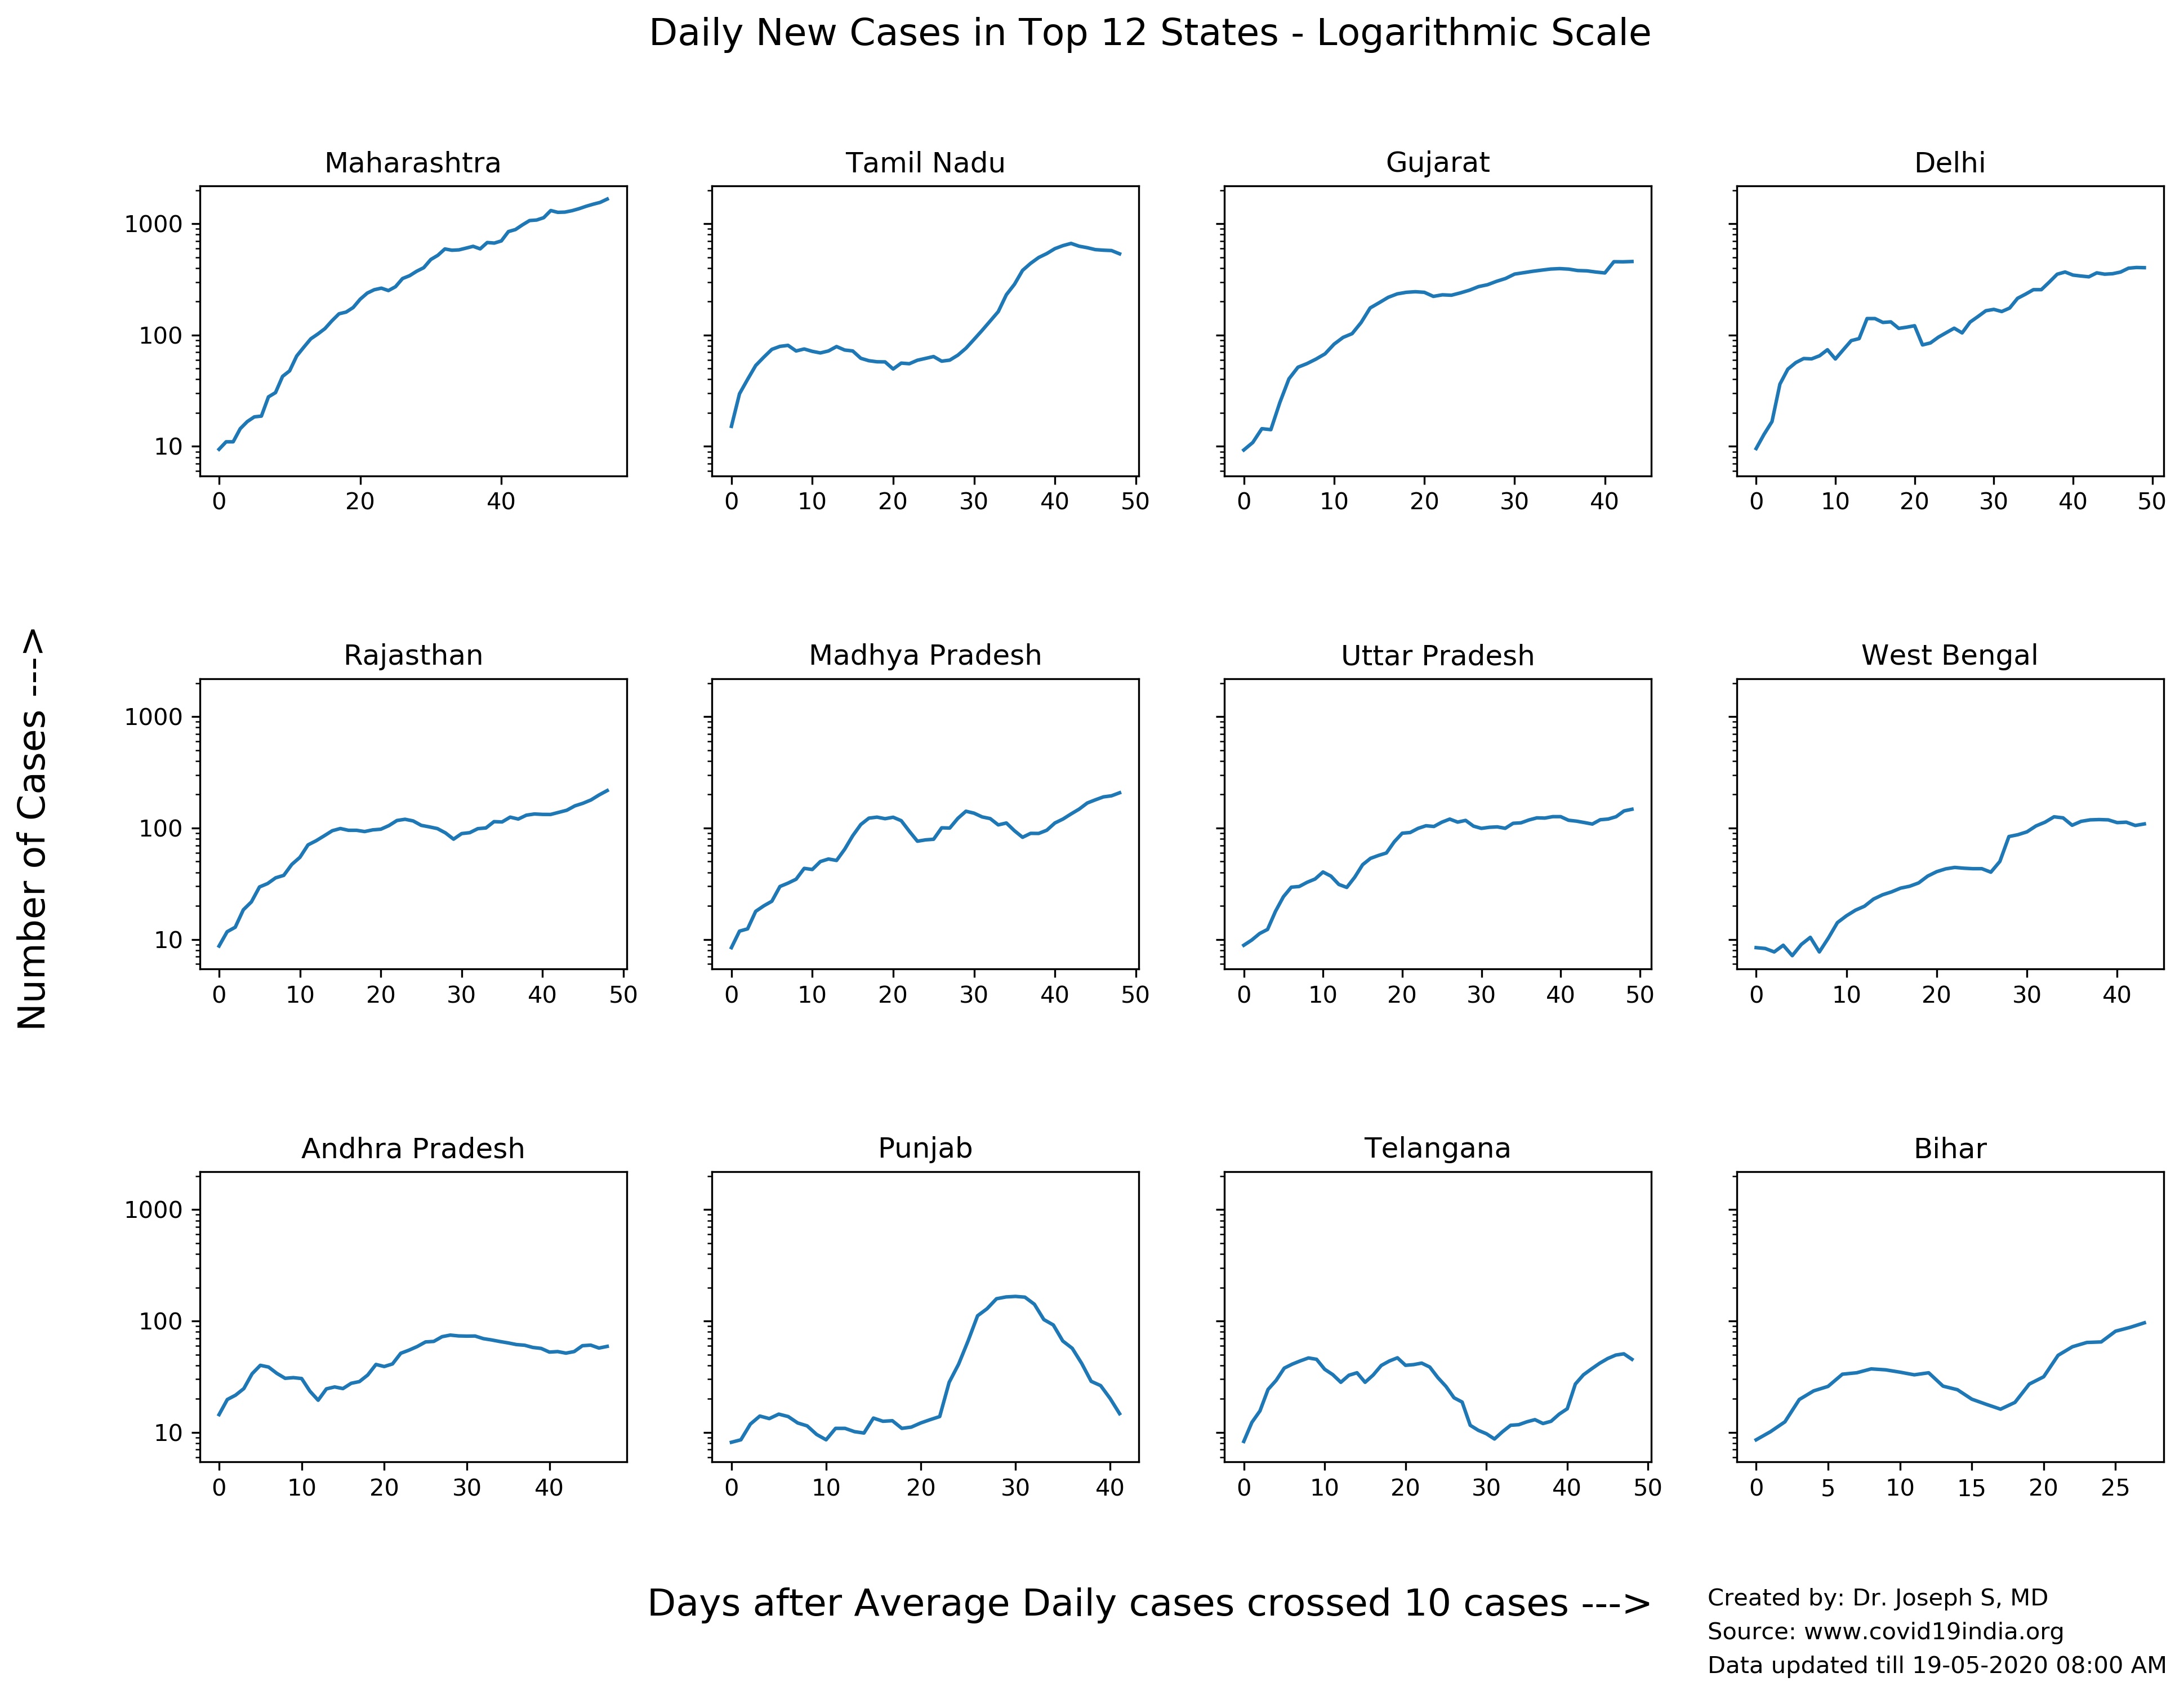 Daily New Cases in Top 12 States - Logarithmic Scale
Maharashtra
Tamil Nadu
Gujarat
Delhi
1000
100
10
0 20 40
0 10 20 30 40 50
0 10 20 30 40
0 10 20 30 40 50
Number of Cases --->
Rajasthan
Madhya Pradesh
Uttar Pradesh
West Bengal
1000
100
10
0 10 20 30 40 50
0 10 20 30 40 50
0 10 20 30 40 50
0 10 20 30 40
Andhra Pradesh
Punjab
Telangana
Bihar
1000
100
10
0 10 20 30 40
0 10 20 30 40
0 10 20 30 40 50
0 5 10 15 20 25
Days after Average Daily cases crossed 10 cases --->
Created by: Dr. Joseph S, MD
Source: www.covid19india.org
Data updated till 19-05-2020 08:00 AM